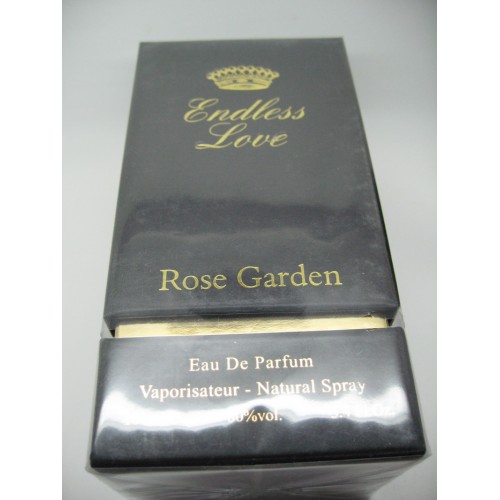 Endless
Love
Rose Garden
Eau De Parfum
Vaporisateur - Natural Spray